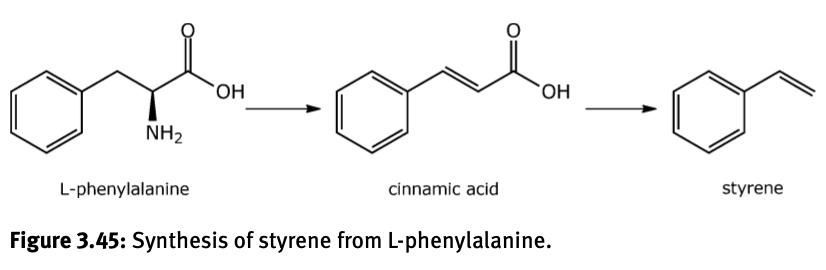 O
OH
NH2
O
OH
L-phenylalanine
cinnamic acid
styrene
Figure 3.45: Synthesis of styrene from L-phenylalanine.